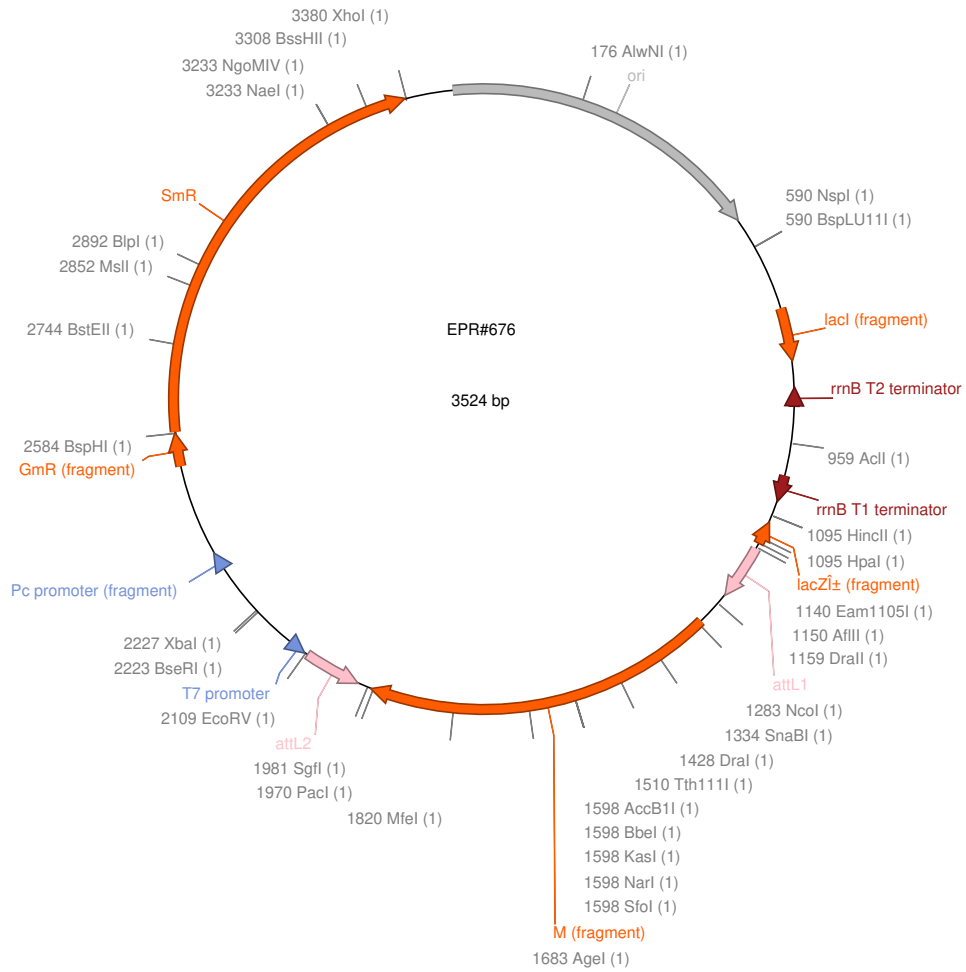 3380 XhoI (1)
3308 BssHII (1)
3233 NgoMIV (1)
3233 NaeI (1)
176 AlwNI (1)
ori
SmR
590 NspI (1)
590 BspLU11I (1)
2892 BlpI (1)
2852 MslI (1)
2744 BstEII (1)
EPR#676
lacI (fragment)
3524 bp
rrnB T2 terminator
2584 BspHI (1)
GmR (fragment)
959 AclI (1)
rrnB T1 terminator
1095 HincII (1)
1095 HpaI (1)
lacZÎ± (fragment)
Pc promoter (fragment)
1140 Eam1105I (1)
1150 AflII (1)
1159 DraII (1)
2227 XbaI (1)
2223 BseRI (1)
attL1
T7 promoter
1283 NcoI (1)
2109 EcoRV (1)
1334 SnaBI (1)
attL2
1428 DraI (1)
1981 SgfI (1)
1510 Tth111I (1)
1970 PacI (1)
1598 AccB1I (1)
1820 MfeI (1)
1598 BbeI (1)
1598 KasI (1)
1598 NarI (1)
1598 SfoI (1)
M (fragment)
1683 AgeI (1)